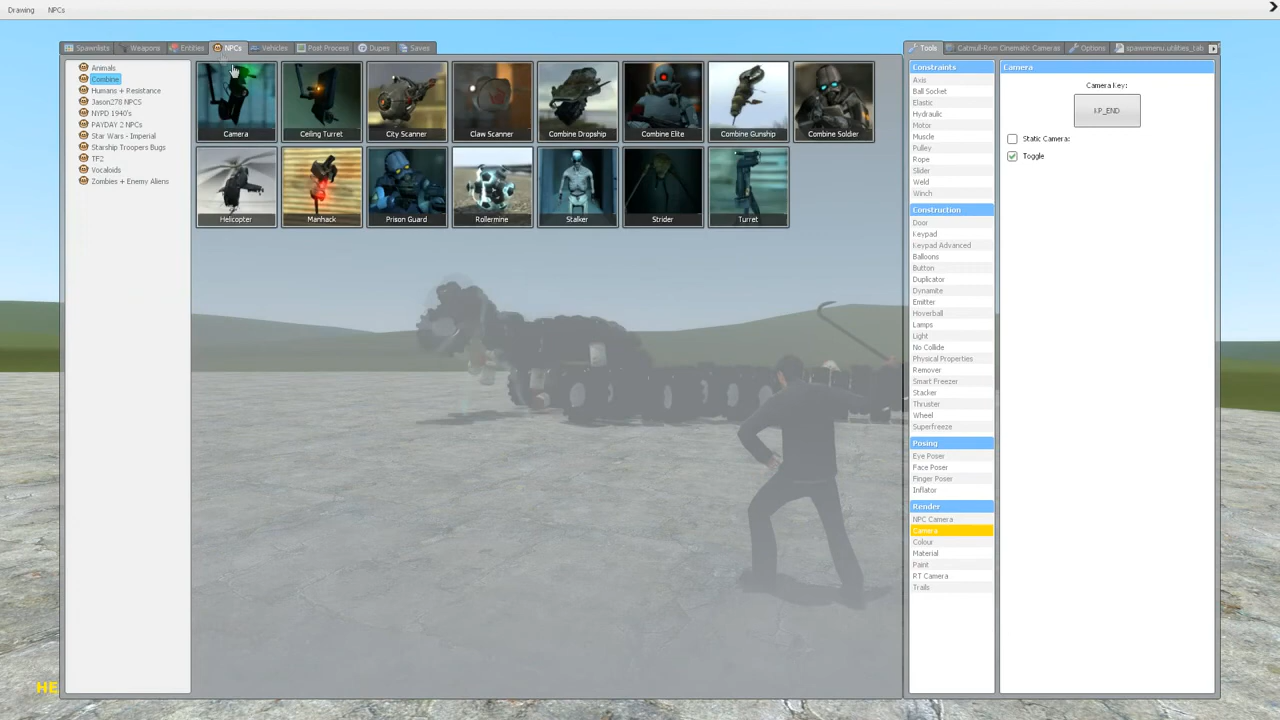 Drawing NPCs
Spawnlists Weapons Entities NPCs Vehicles Post Process Dupes Saves
Animals
Combine
Humans + Resistance
Jason278 NPCS
NYPD 1940's
PAYDAY 2 NPCs
Star Wars - Imperial
Starship Troopers Bugs
TF2
Vocaloids
Zombies + Enemy Aliens
Camera Ceiling Turret City Scanner Claw Scanner Combine Dropship Combine Elite Combine Gunship Combine Soldier
Helicopter Manhack Prison Guard Rollermine Stalker Strider Turret
HE
Tools Catmull-Rom Cinematic Cameras Options spawnmenu.utilities_tab
Constraints
Axis
Ball Socket
Elastic
Hydraulic
Motor
Muscle
Pulley
Rope
Slider
Weld
Winch
Construction
Door
Keypad
Keypad Advanced
Balloons
Button
Duplicator
Dynamite
Emitter
Hoverball
Lamps
Light
No Collide
Physical Properties
Remover
Smart Freezer
Stacker
Thruster
Wheel
Superfreeze
Posing
Eye Poser
Face Poser
Finger Poser
Inflator
Render
NPC Camera
Camera
Colour
Material
Paint
RT Camera
Trails
Camera
Camera Key:
KP_END
Static Camera:
Toggle